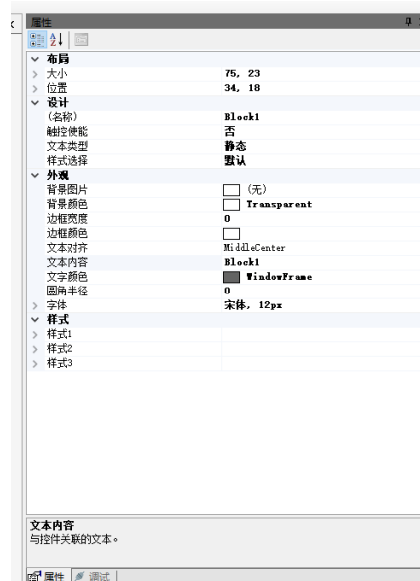 属性
布局
大小 75, 23
位置 34, 18
设计
(名称) Block1
触控使能 否
文本类型 静态
样式选择 默认
外观
背景图片 (无)
背景颜色 Transparent
边框宽度 0
边框颜色
文本对齐 MiddleCenter
文本内容 Block1
文字颜色 WindowFrame
圆角半径 0
字体 宋体, 12px
样式
样式1
样式2
样式3
文本内容
与控件关联的文本。
属性 调试